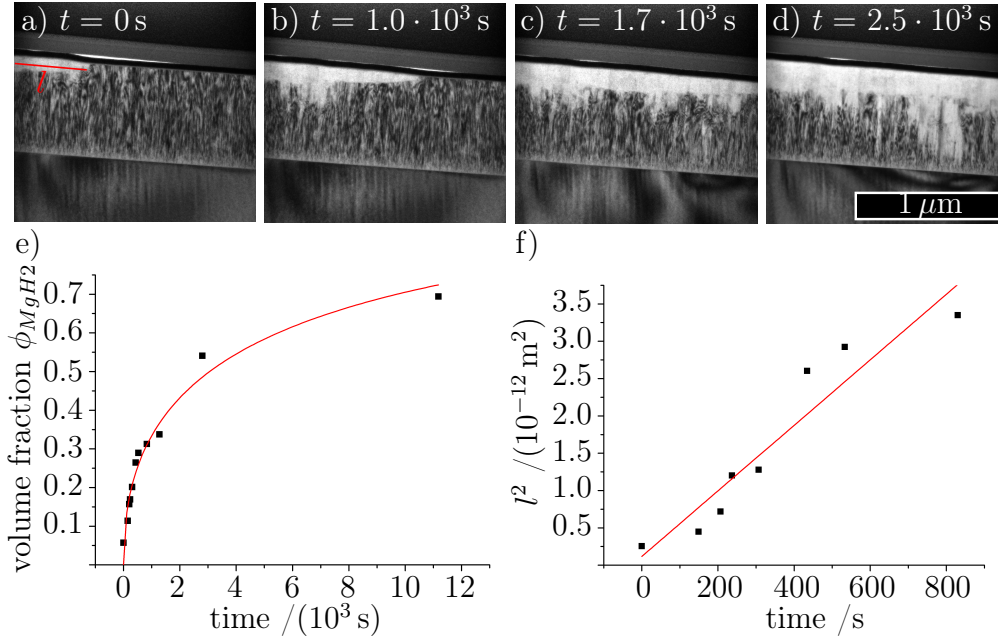 a) t = 0 s
b) t = 1.0 · 10³ s
c) t = 1.7 · 10³ s
d) t = 2.5 · 10³ s
l
1 μm
e)
volume fraction ϕ_MgH2
0.7
0.6
0.5
0.4
0.3
0.2
0.1
0 2 4 6 8 10 12
time /(10³ s)
f)
l² /(10⁻¹² m²)
3.5
3.0
2.5
2.0
1.5
1.0
0.5
0 200 400 600 800
time /s